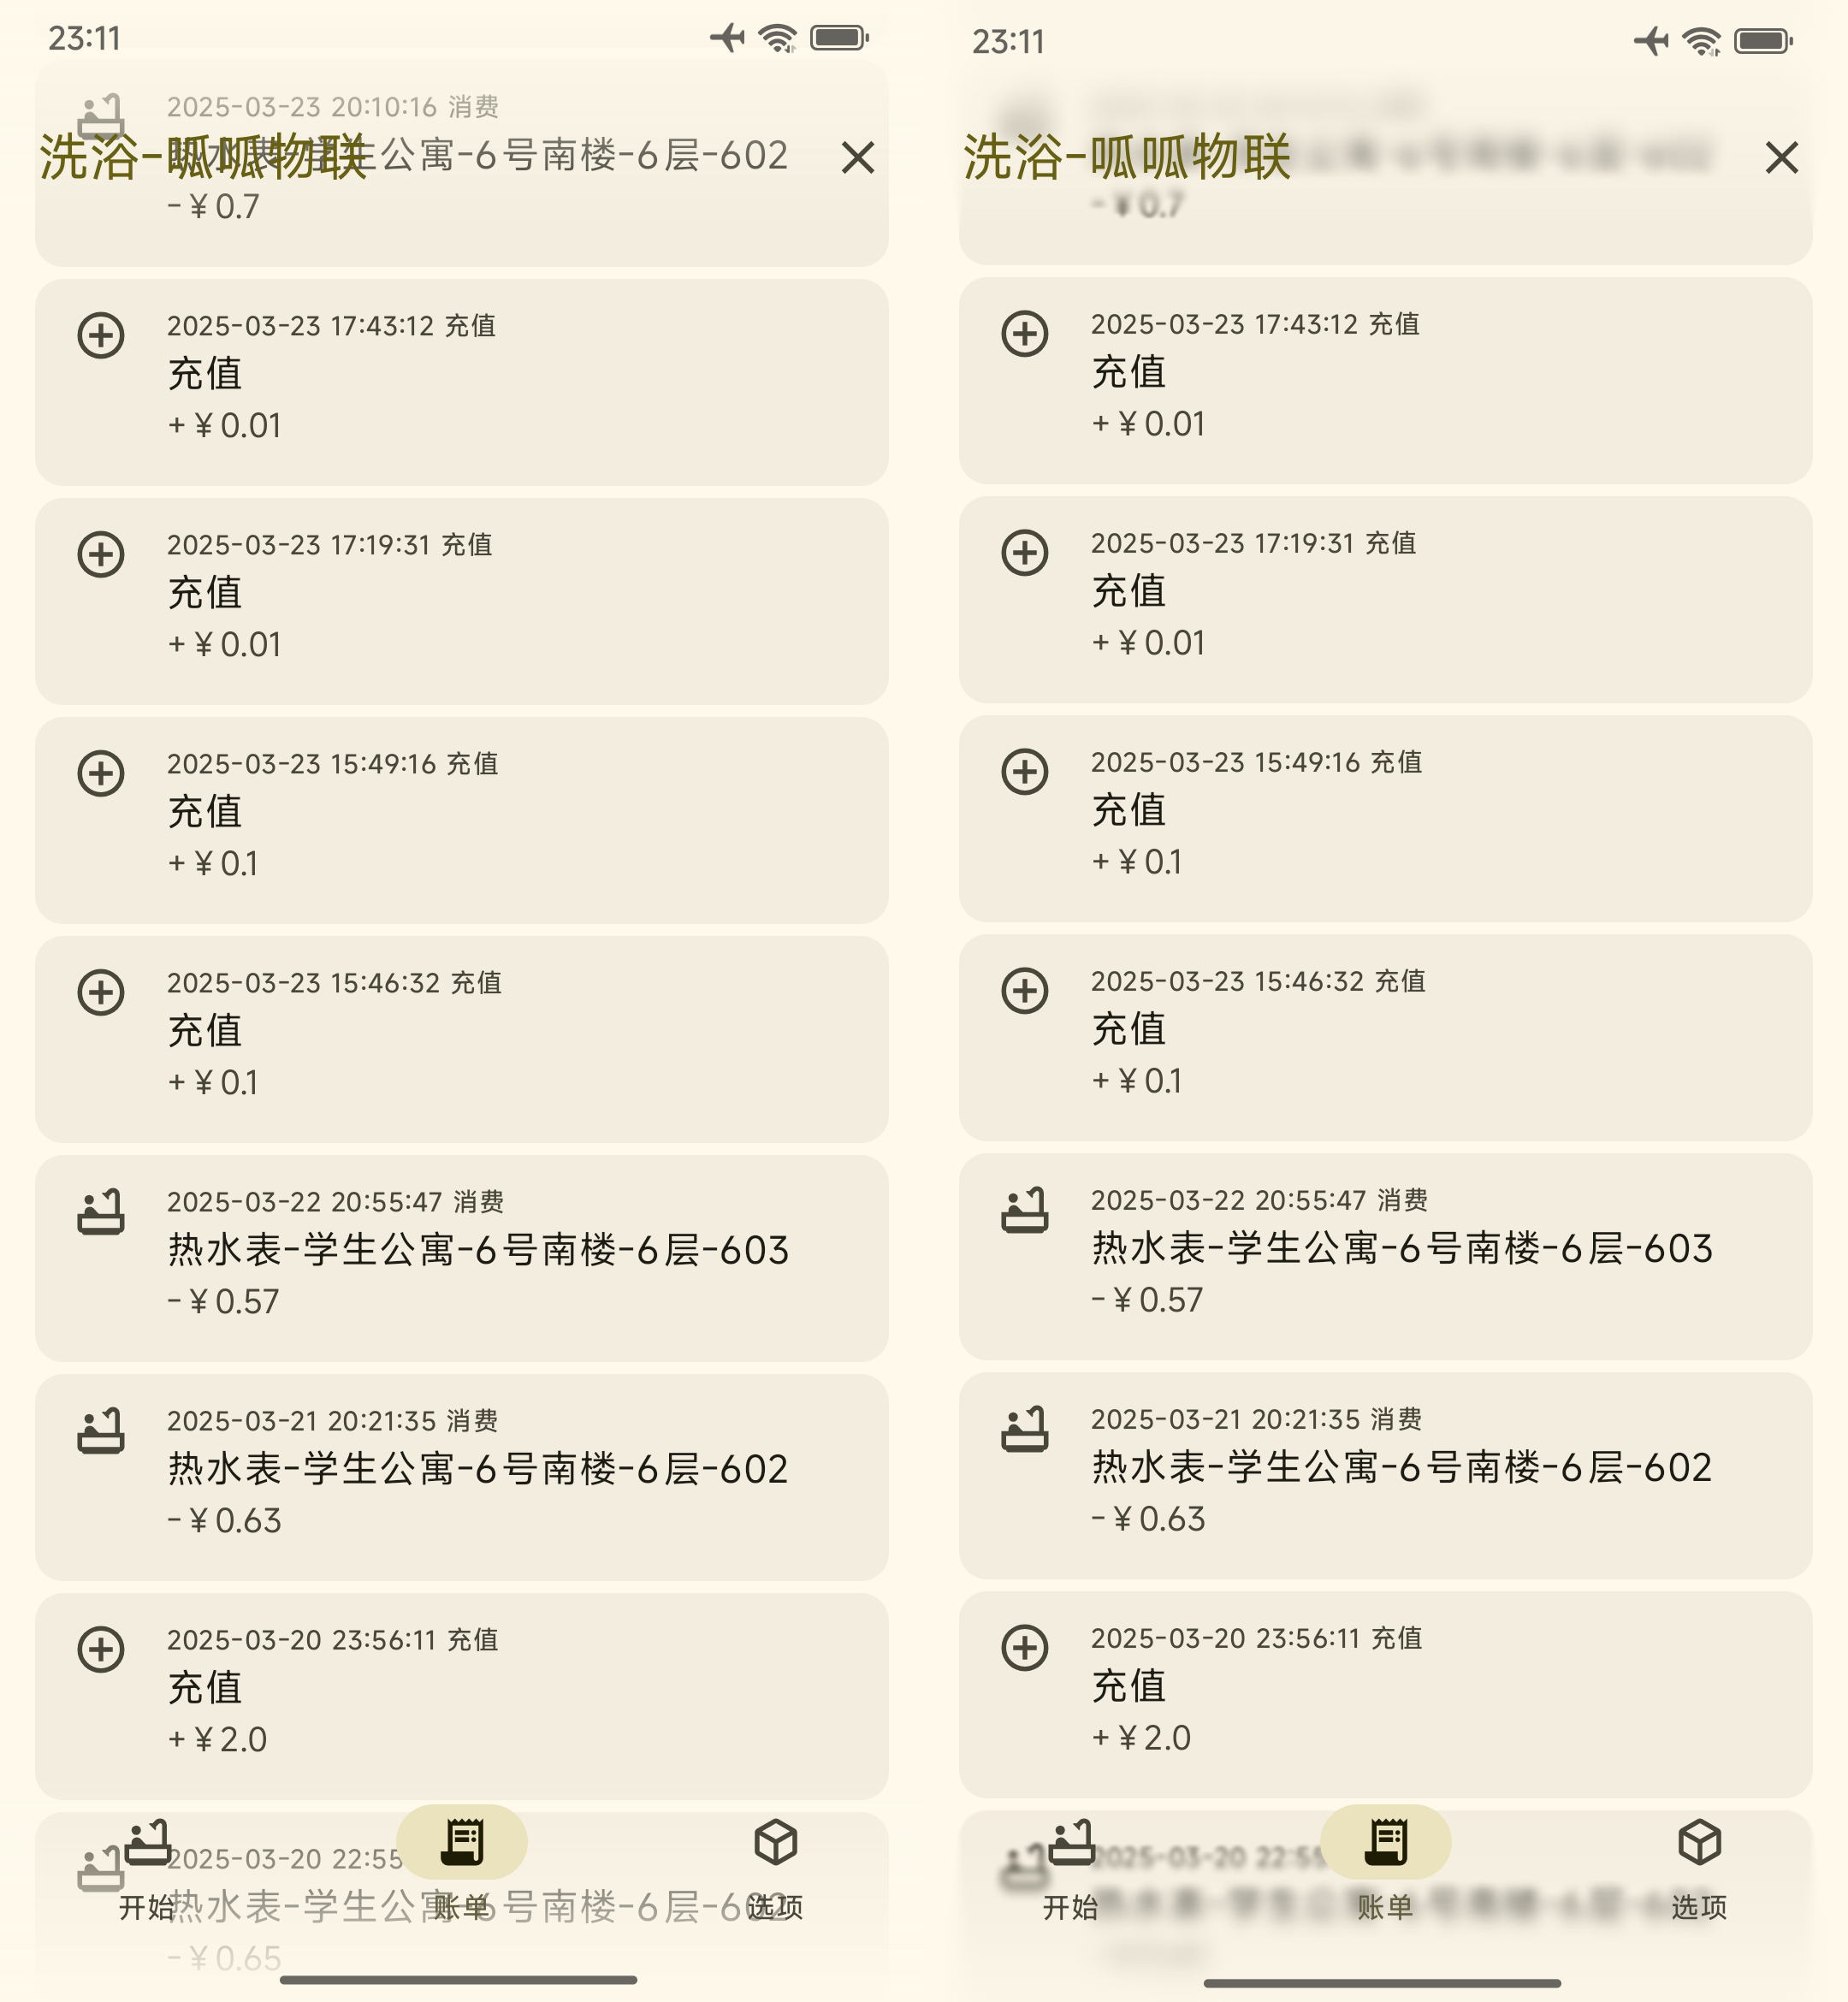 23:11
2025-03-23 20:10:16 消费
洗浴-呱呱物联
热水表-学生公寓-6号南楼-6层-602
-¥0.7
2025-03-23 17:43:12 充值
充值
+¥0.01
2025-03-23 17:19:31 充值
充值
+¥0.01
2025-03-23 15:49:16 充值
充值
+¥0.1
2025-03-23 15:46:32 充值
充值
+¥0.1
2025-03-22 20:55:47 消费
热水表-学生公寓-6号南楼-6层-603
-¥0.57
2025-03-21 20:21:35 消费
热水表-学生公寓-6号南楼-6层-602
-¥0.63
2025-03-20 23:56:11 充值
充值
+¥2.0
2025-03-20 22:55
热水表-学生公寓-6号南楼-6层-602
-¥0.65
开始
账单
选项
23:11
洗浴-呱呱物联
-¥0.7
2025-03-23 17:43:12 充值
充值
+¥0.01
2025-03-23 17:19:31 充值
充值
+¥0.01
2025-03-23 15:49:16 充值
充值
+¥0.1
2025-03-23 15:46:32 充值
充值
+¥0.1
2025-03-22 20:55:47 消费
热水表-学生公寓-6号南楼-6层-603
-¥0.57
2025-03-21 20:21:35 消费
热水表-学生公寓-6号南楼-6层-602
-¥0.63
2025-03-20 23:56:11 充值
充值
+¥2.0
2025-03-20 22:55
开始
账单
选项